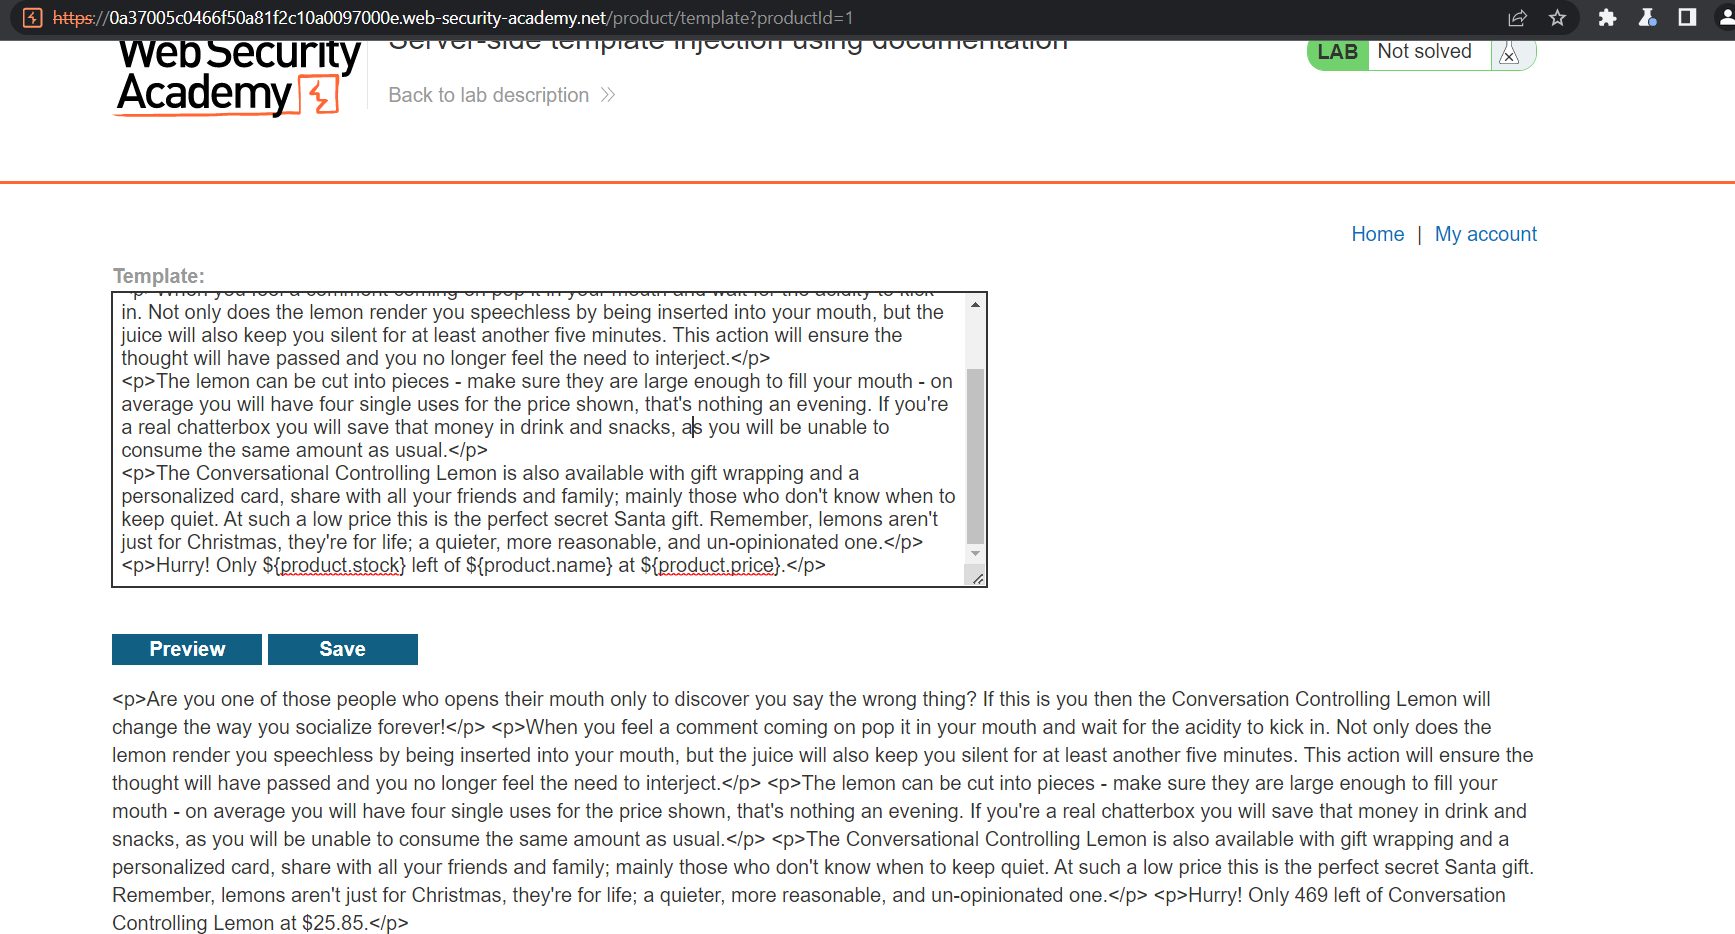 https://0a37005c0466f50a81f2c10a0097000e.web-security-academy.net/product/template?productId=1
Web Security
Academy
Server-side template injection using documentation
Back to lab description
LAB Not solved
Home | My account
Template:
<p>When you feel a comment coming on pop it in your mouth and wait for the acidity to kick
in. Not only does the lemon render you speechless by being inserted into your mouth, but the
juice will also keep you silent for at least another five minutes. This action will ensure the
thought will have passed and you no longer feel the need to interject.</p>
<p>The lemon can be cut into pieces - make sure they are large enough to fill your mouth - on
average you will have four single uses for the price shown, that's nothing an evening. If you're
a real chatterbox you will save that money in drink and snacks, as you will be unable to
consume the same amount as usual.</p>
<p>The Conversational Controlling Lemon is also available with gift wrapping and a
personalized card, share with all your friends and family; mainly those who don't know when to
keep quiet. At such a low price this is the perfect secret Santa gift. Remember, lemons aren't
just for Christmas, they're for life; a quieter, more reasonable, and un-opinionated one.</p>
<p>Hurry! Only ${product.stock} left of ${product.name} at ${product.price}.</p>
Preview Save
<p>Are you one of those people who opens their mouth only to discover you say the wrong thing? If this is you then the Conversation Controlling Lemon will
change the way you socialize forever!</p> <p>When you feel a comment coming on pop it in your mouth and wait for the acidity to kick in. Not only does the
lemon render you speechless by being inserted into your mouth, but the juice will also keep you silent for at least another five minutes. This action will ensure the
thought will have passed and you no longer feel the need to interject.</p> <p>The lemon can be cut into pieces - make sure they are large enough to fill your
mouth - on average you will have four single uses for the price shown, that's nothing an evening. If you're a real chatterbox you will save that money in drink and
snacks, as you will be unable to consume the same amount as usual.</p> <p>The Conversational Controlling Lemon is also available with gift wrapping and a
personalized card, share with all your friends and family; mainly those who don't know when to keep quiet. At such a low price this is the perfect secret Santa gift.
Remember, lemons aren't just for Christmas, they're for life; a quieter, more reasonable, and un-opinionated one.</p> <p>Hurry! Only 469 left of Conversation
Controlling Lemon at $25.85.</p>